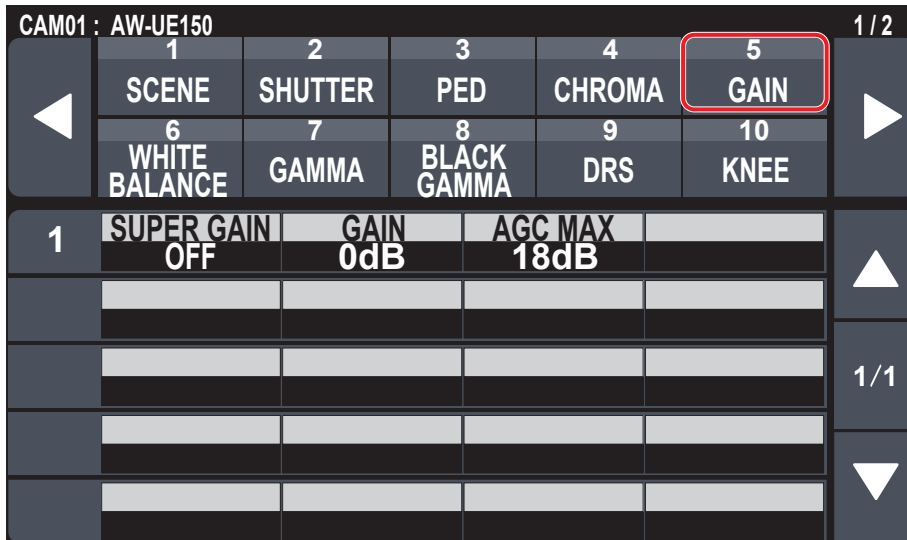 CAM01 : AW-UE150 1 / 2
1 2 3 4 5
SCENE SHUTTER PED CHROMA GAIN
6 7 8 9 10
WHITE BALANCE GAMMA BLACK GAMMA DRS KNEE
1 SUPER GAIN GAIN AGC MAX
OFF 0dB 18dB
1/1